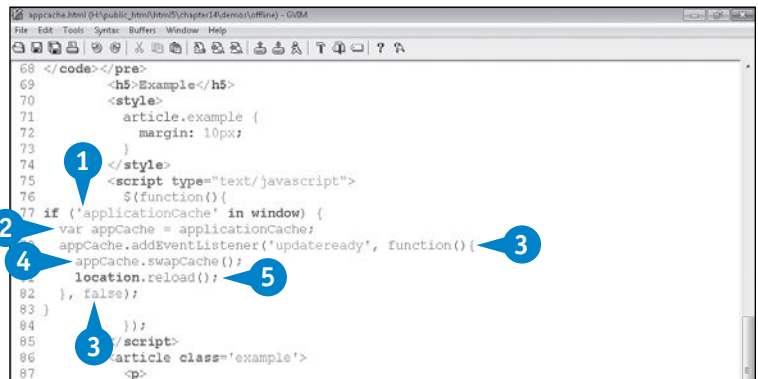 appcache.html (H:\public_html\html5\chapter14\demos\offline) - GVIM
File Edit Tools Syntax Buffers Window Help
68 </code></pre>
69 <h5>Example</h5>
70 <style>
71 article.example {
72 margin: 10px;
73 }
74 </style>
75 <script type="text/javascript">
76 $(function(){
1
77 if ('applicationCache' in window) {
2 var appCache = applicationCache;
appCache.addEventListener('updateready', function(){ 3
4 appCache.swapCache();
location.reload(); 5
82 }, false);
83 }
84 });
85 </script>
3
86 <article class='example'>
87 <p>